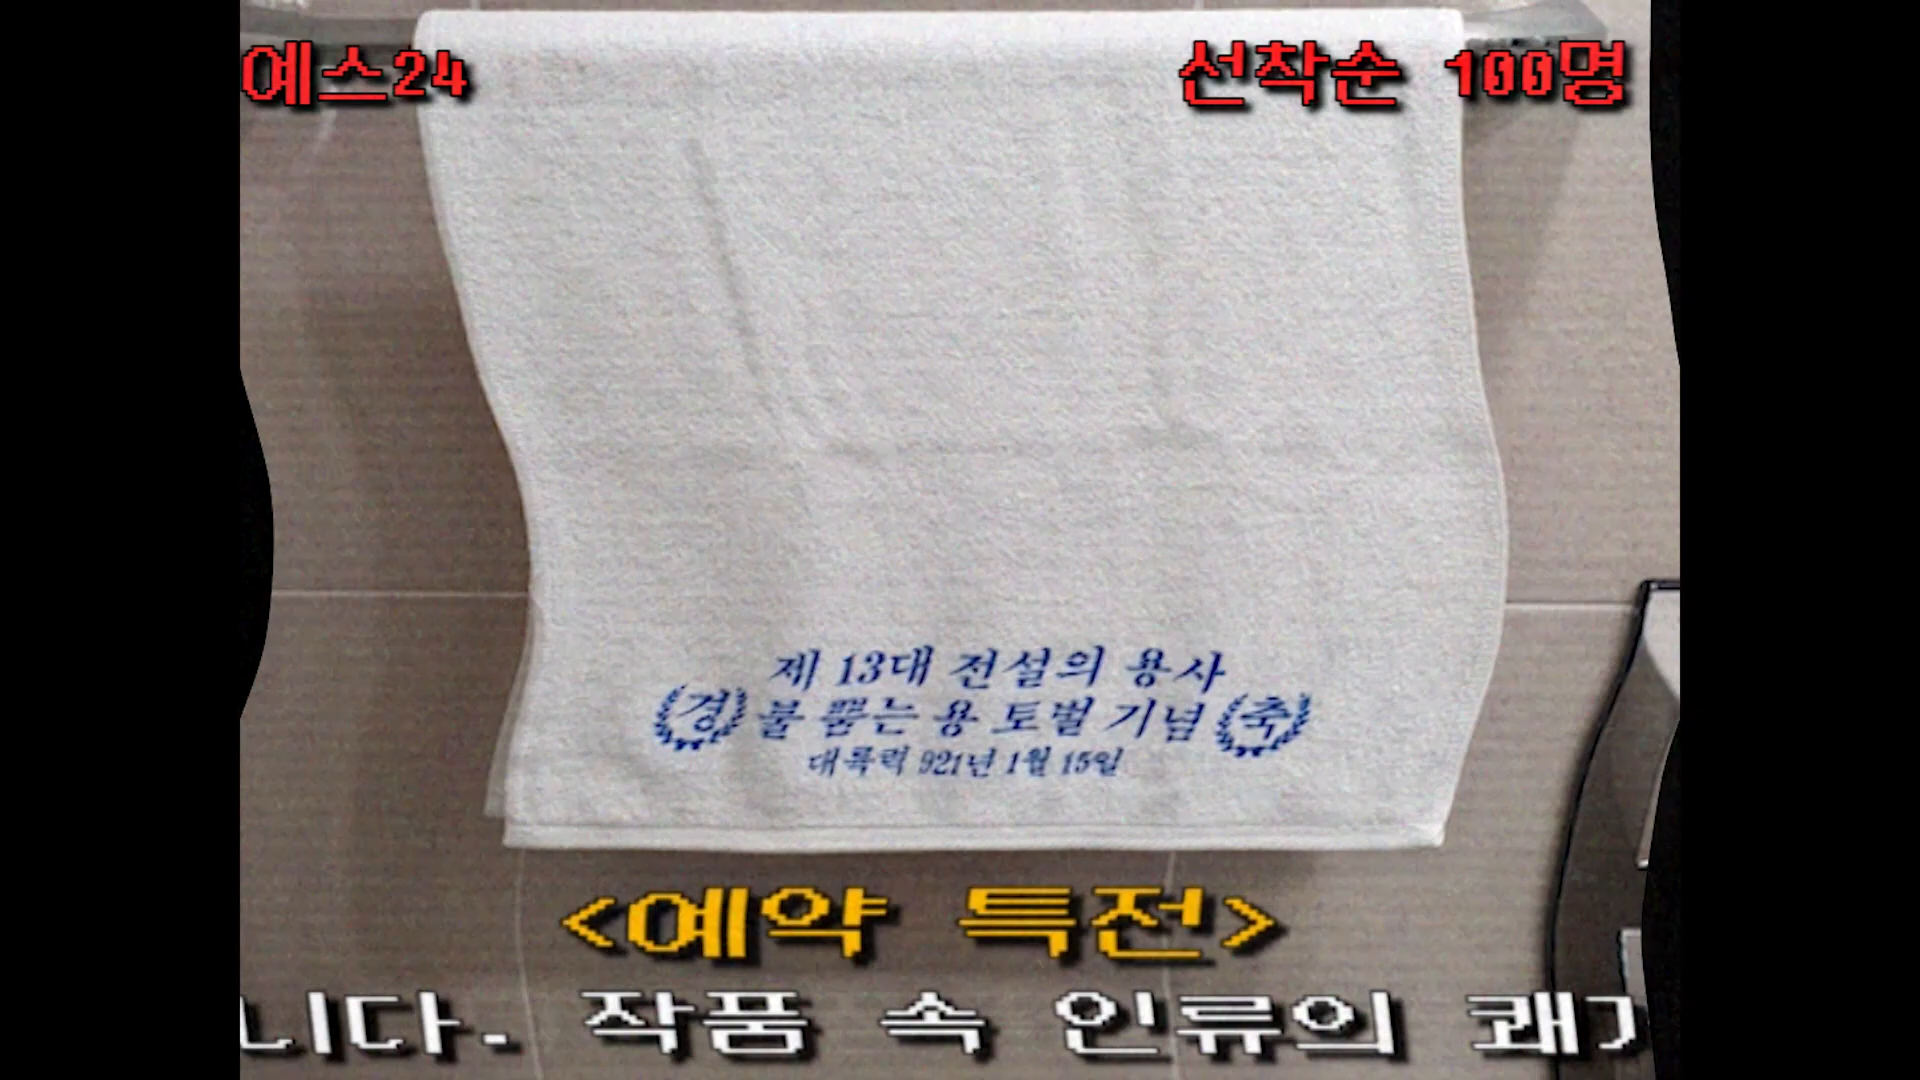 예스24
선착순 100명
제 13대 전설의 용사
경 불 뿜는 용 토벌 기념 축
대륙력 921년 1월 15일
<예약 특전>
니다. 작품 속 인류의 쾌거